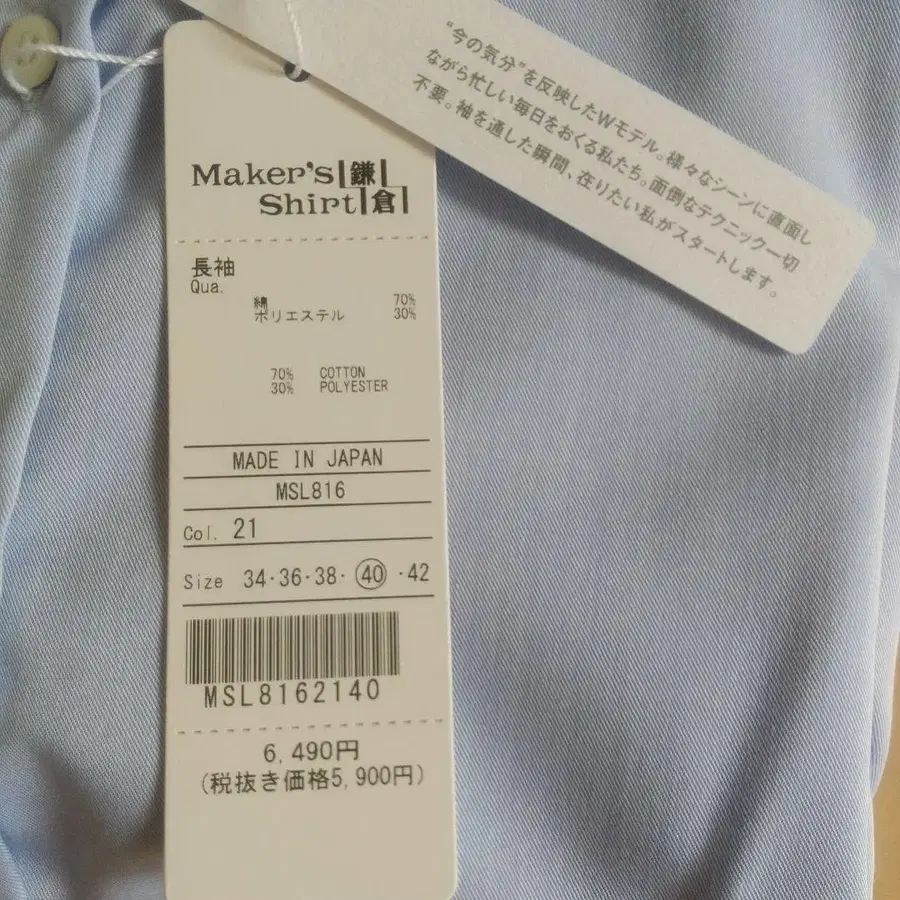 “今の気分”を反映したWモデル。様々なシーンに直面し
ながら忙しい毎日をおくる私たち。面倒なテクニック一切
不要。袖を通した瞬間、在りたい私がスタートします。
Maker's 鎌
Shirt 倉
長袖
Qua.
綿 70%
ポリエステル 30%
70% COTTON
30% POLYESTER
MADE IN JAPAN
MSL816
Col. 21
Size 34・36・38・40・42
MSL8162140
6,490円
(税抜き価格5,900円)